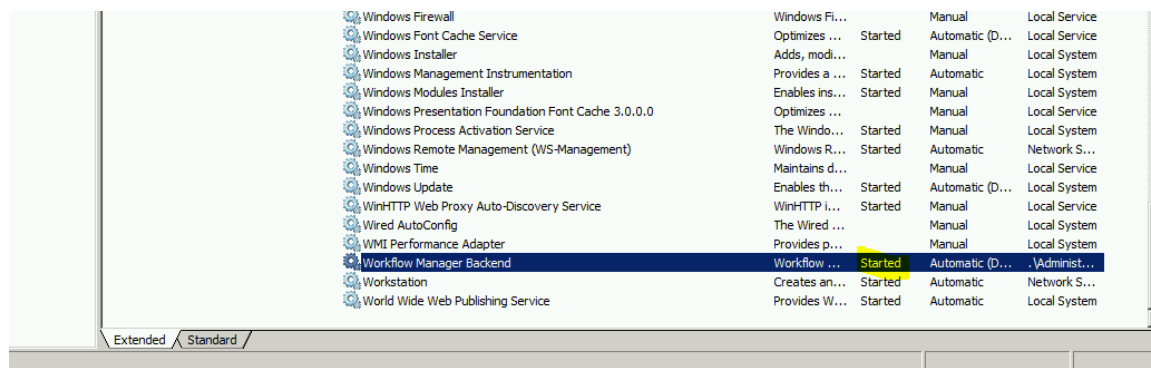 Windows Firewall Windows Fi... Manual Local Service
Windows Font Cache Service Optimizes ... Started Automatic (D... Local Service
Windows Installer Adds, modi... Manual Local System
Windows Management Instrumentation Provides a ... Started Automatic Local System
Windows Modules Installer Enables ins... Started Manual Local System
Windows Presentation Foundation Font Cache 3.0.0.0 Optimizes ... Manual Local Service
Windows Process Activation Service The Windo... Started Manual Local System
Windows Remote Management (WS-Management) Windows R... Started Automatic Network S...
Windows Time Maintains d... Manual Local Service
Windows Update Enables th... Started Automatic (D... Local System
WinHTTP Web Proxy Auto-Discovery Service WinHTTP i... Started Manual Local Service
Wired AutoConfig The Wired ... Manual Local System
WMI Performance Adapter Provides p... Manual Local System
Workflow Manager Backend Workflow ... Started Automatic (D... .\Administ...
Workstation Creates an... Started Automatic Network S...
World Wide Web Publishing Service Provides W... Started Automatic Local System
Extended Standard